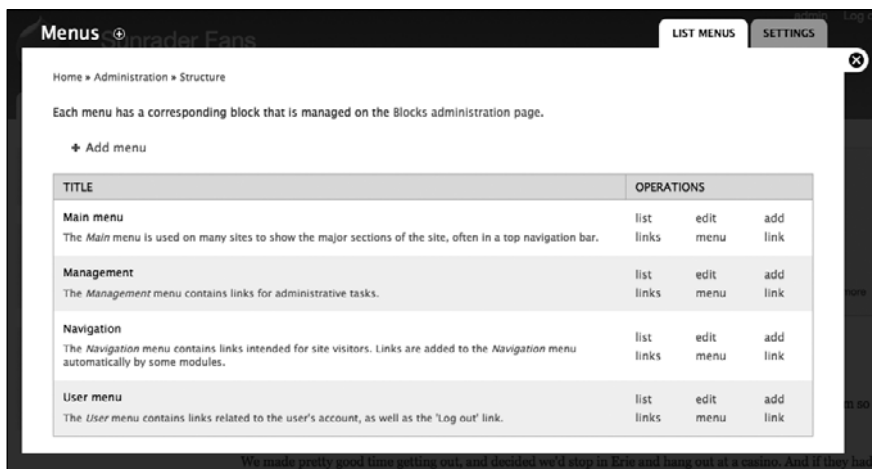 admin Log o
Menus
Sunrader Fans
LIST MENUS
SETTINGS
Home » Administration » Structure
Each menu has a corresponding block that is managed on the Blocks administration page.
+ Add menu
TITLE OPERATIONS
Main menu
The Main menu is used on many sites to show the major sections of the site, often in a top navigation bar.
list links edit menu add link
Management
The Management menu contains links for administrative tasks.
list links edit menu add link
Navigation
The Navigation menu contains links intended for site visitors. Links are added to the Navigation menu
automatically by some modules.
list links edit menu add link
User menu
The User menu contains links related to the user's account, as well as the 'Log out' link.
list links edit menu add link
more
m so
We made pretty good time getting out, and decided we'd stop in Erie and hang out at a casino. And if they had